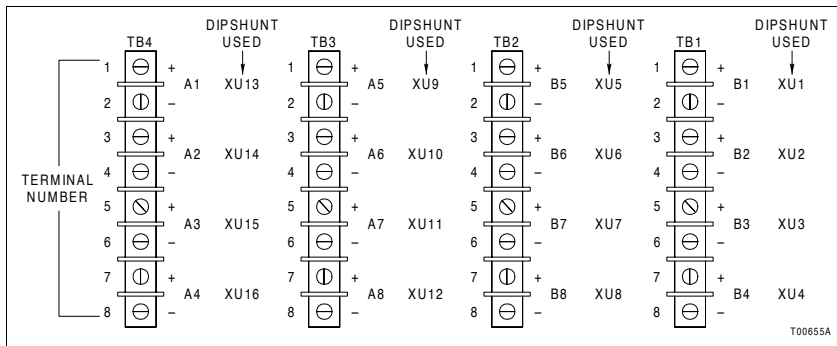 DIPSHUNT DIPSHUNT DIPSHUNT DIPSHUNT
TB4 USED TB3 USED TB2 USED TB1 USED
1 + 1 + 1 + 1 +
A1 XU13 A5 XU9 B5 XU5 B1 XU1
2 – 2 – 2 – 2 –
3 + 3 + 3 + 3 +
A2 XU14 A6 XU10 B6 XU6 B2 XU2
4 – 4 – 4 – 4 –
TERMINAL
NUMBER
5 + 5 + 5 + 5 +
A3 XU15 A7 XU11 B7 XU7 B3 XU3
6 – 6 – 6 – 6 –
7 + 7 + 7 + 7 +
A4 XU16 A8 XU12 B8 XU8 B4 XU4
8 – 8 – 8 – 8 –
T00655A